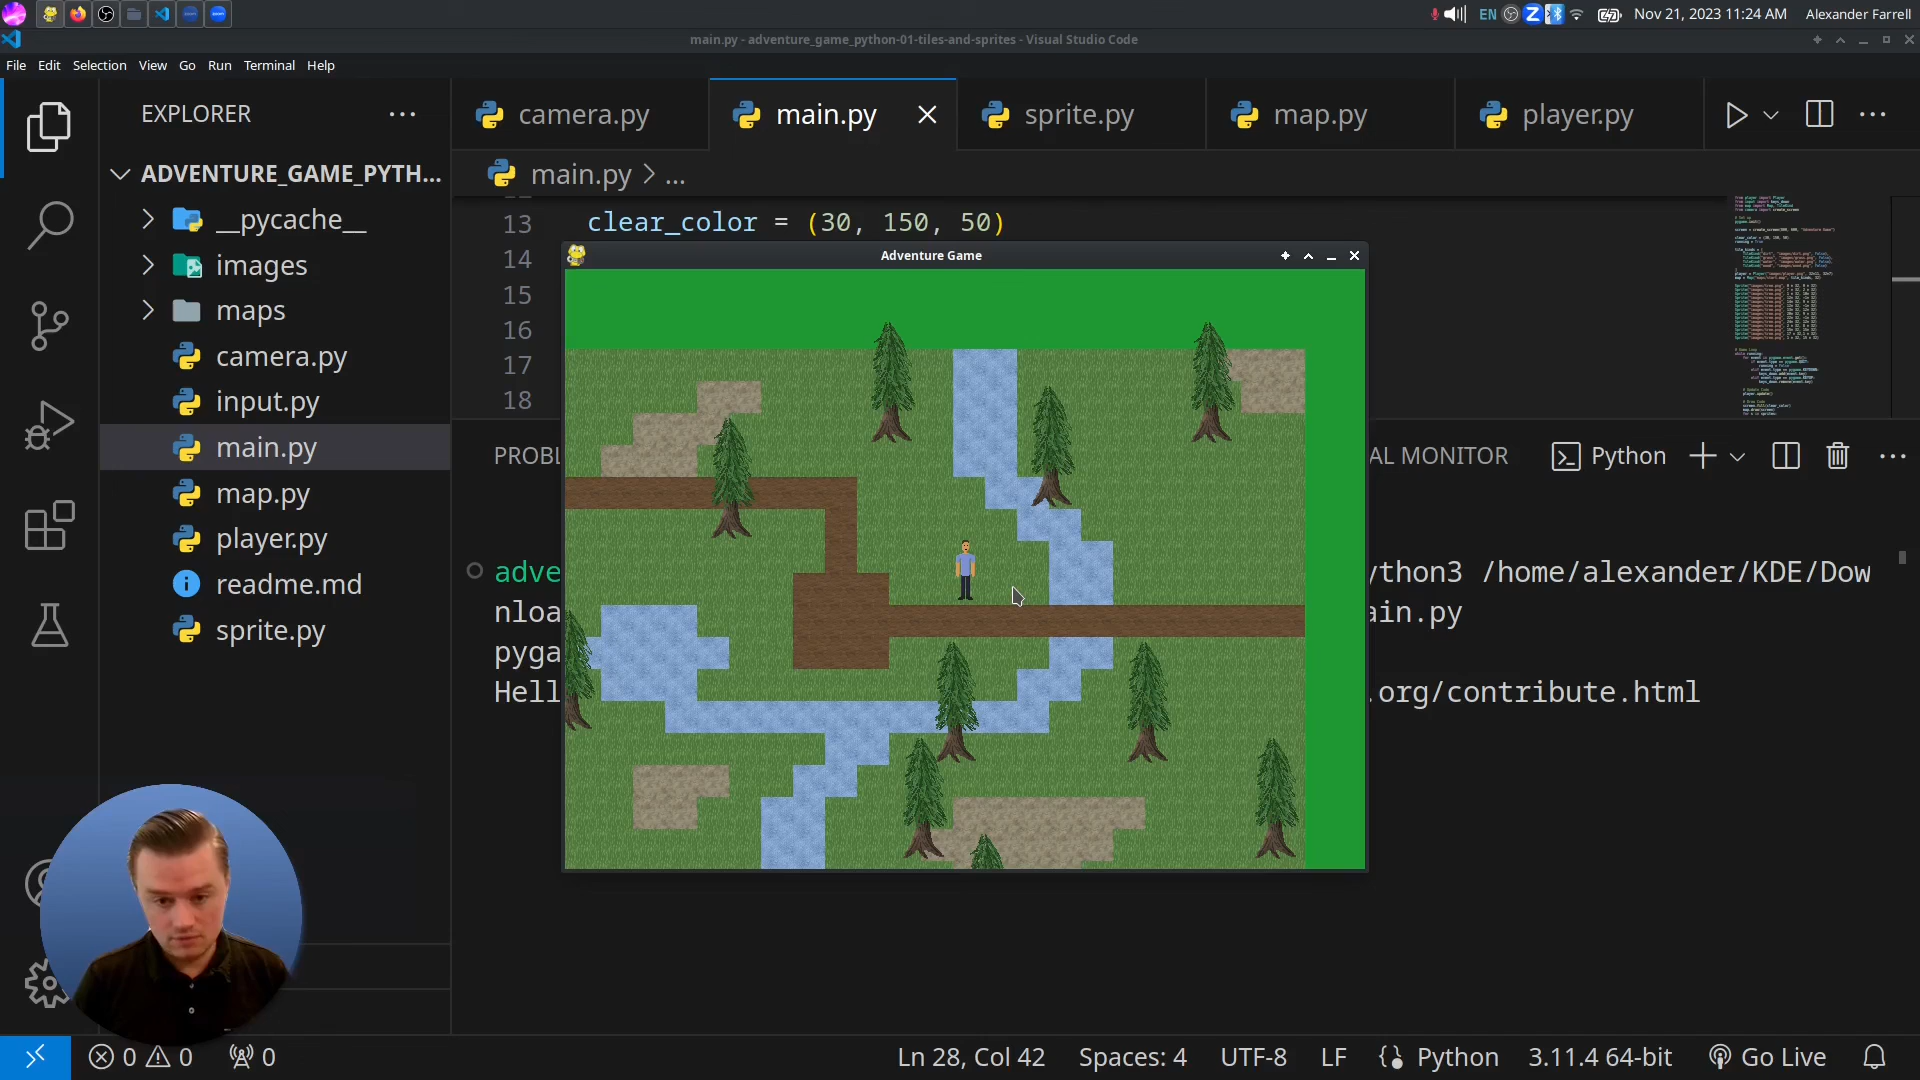 EN
Nov 21, 2023 11:24 AM
Alexander Farrell
main.py - adventure_game_python-01-tiles-and-sprites - Visual Studio Code
File Edit Selection View Go Run Terminal Help
EXPLORER
camera.py
main.py
sprite.py
map.py
player.py
ADVENTURE_GAME_PYTH...
main.py > ...
__pycache__
images
maps
camera.py
input.py
main.py
map.py
player.py
readme.md
sprite.py
13 clear_color = (30, 150, 50)
14
15
16
17
18
Adventure Game
PROBL
AL MONITOR
Python
adve
ython3 /home/alexander/KDE/Dow
nloa
ain.py
pyga
Hell
.org/contribute.html
0 0 0
Ln 28, Col 42
Spaces: 4
UTF-8
LF
Python
3.11.4 64-bit
Go Live